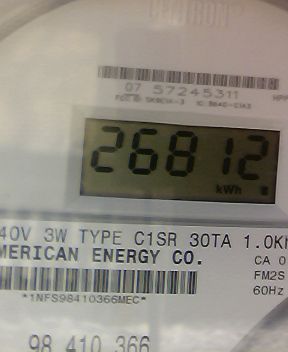 07 57245311
26812
kWh
40V 3W TYPE C1SR 30TA 1.0Kh
MERICAN ENERGY CO.
CA 0
FM2S
*1NFS98410366MEC*
60Hz
98 410 366